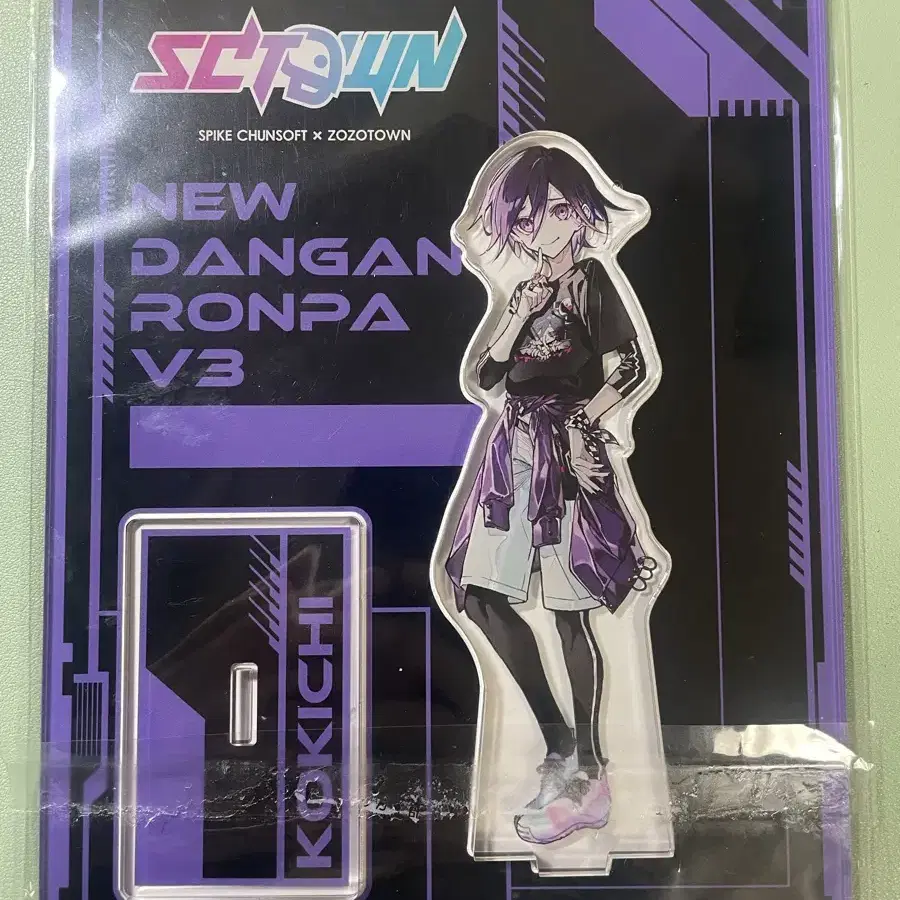 SCTOWN
SPIKE CHUNSOFT × ZOZOTOWN
NEW
DANGAN
RONPA
V3
KOKICHI